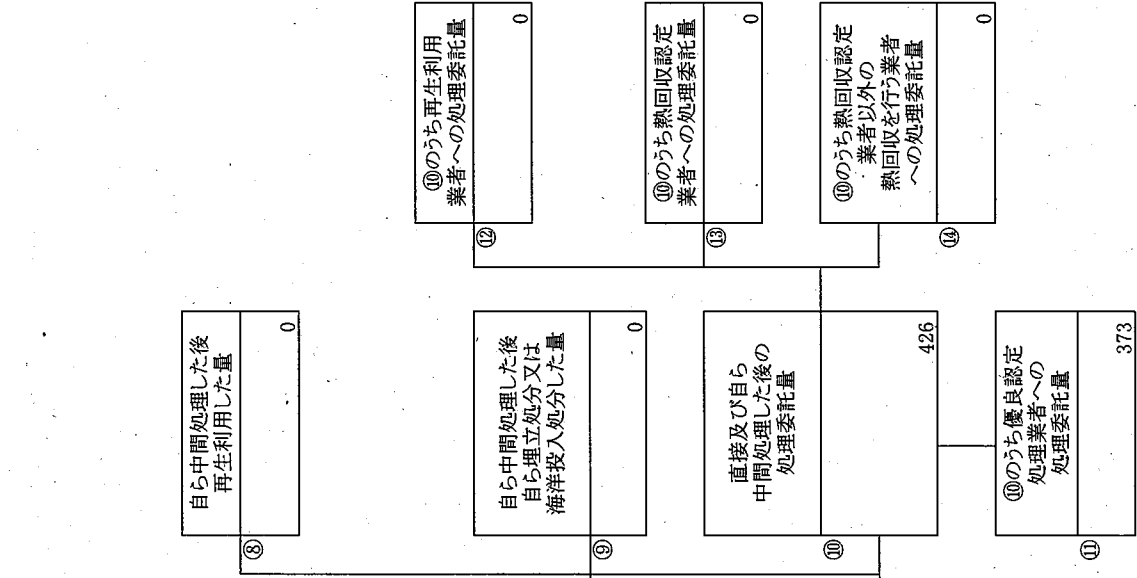 ⑧
自ら中間処理した後
再生利用した量
0
⑨
自ら中間処理した後
自ら埋立処分又は
海洋投入処分した量
0
⑩
直接及び自ら
中間処理した後の
処理委託量
426
⑪
⑩のうち優良認定
処理業者への
処理委託量
373
⑫
⑩のうち再生利用
業者への処理委託量
0
⑬
⑩のうち熱回収認定
業者への処理委託量
0
⑭
⑩のうち熱回収認定
業者以外の
熱回収を行う業者
への処理委託量
0